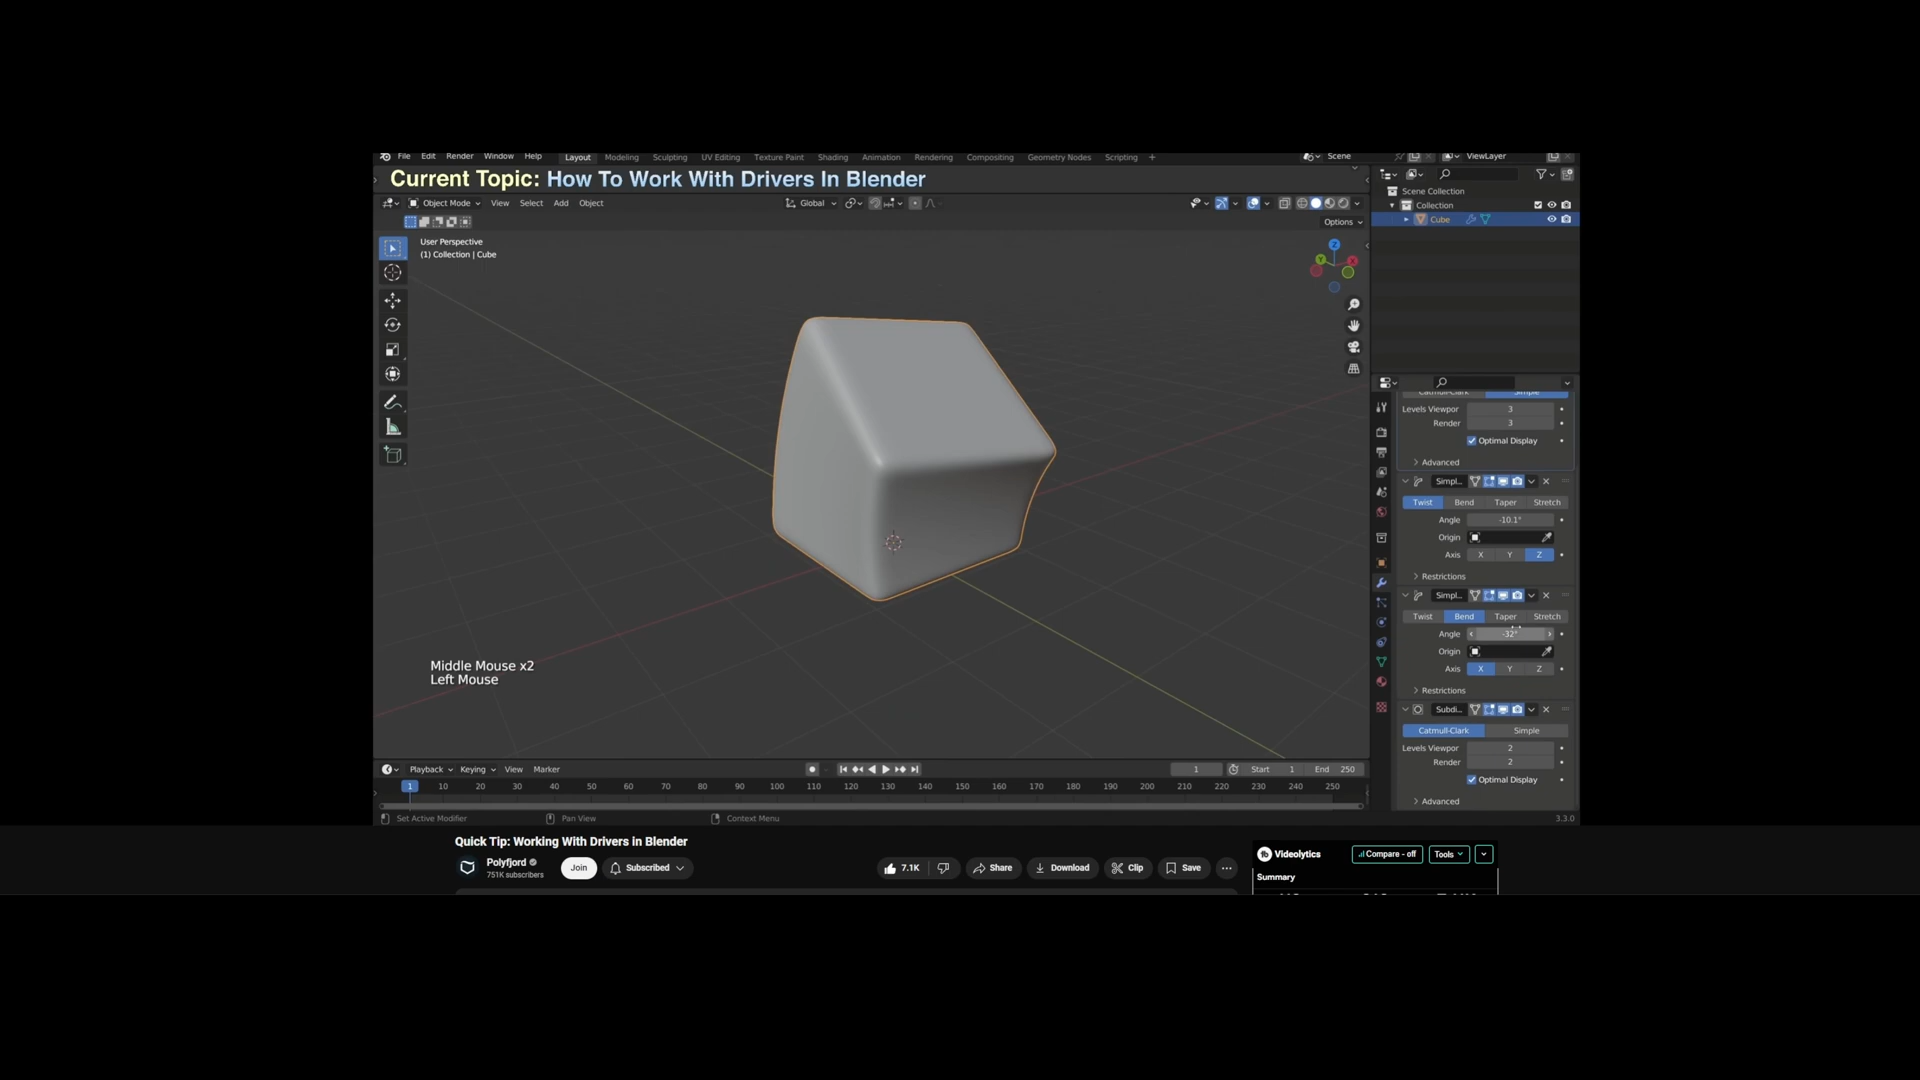 File Edit Render Window Help Layout Modeling Sculpting UV Editing Texture Paint Shading Animation Rendering Compositing Geometry Nodes Scripting + Scene ViewLayer
Current Topic: How To Work With Drivers In Blender
Object Mode View Select Add Object Global
Options
User Perspective
(1) Collection | Cube
Z
Y
X
Middle Mouse x2
Left Mouse
Scene Collection
Collection
Cube
Catmull-Clark Simple
Levels Viewpor 3
Render 3
Optimal Display
Advanced
Simpl...
Twist Bend Taper Stretch
Angle -10.1°
Origin
Axis X Y Z
Restrictions
Simpl...
Twist Bend Taper Stretch
Angle -32°
Origin
Axis X Y Z
Restrictions
Subdi...
Catmull-Clark Simple
Levels Viewpor 2
Render 2
Optimal Display
Advanced
Playback Keying View Marker 1 Start 1 End 250
1 10 20 30 40 50 60 70 80 90 100 110 120 130 140 150 160 170 180 190 200 210 220 230 240 250
Set Active Modifier Pan View Context Menu 3.3.0
Quick Tip: Working With Drivers in Blender
Polyfjord
751K subscribers
Join
Subscribed
7.1K
Share
Download
Clip
Save
Videolytics
Compare - off
Tools
Summary